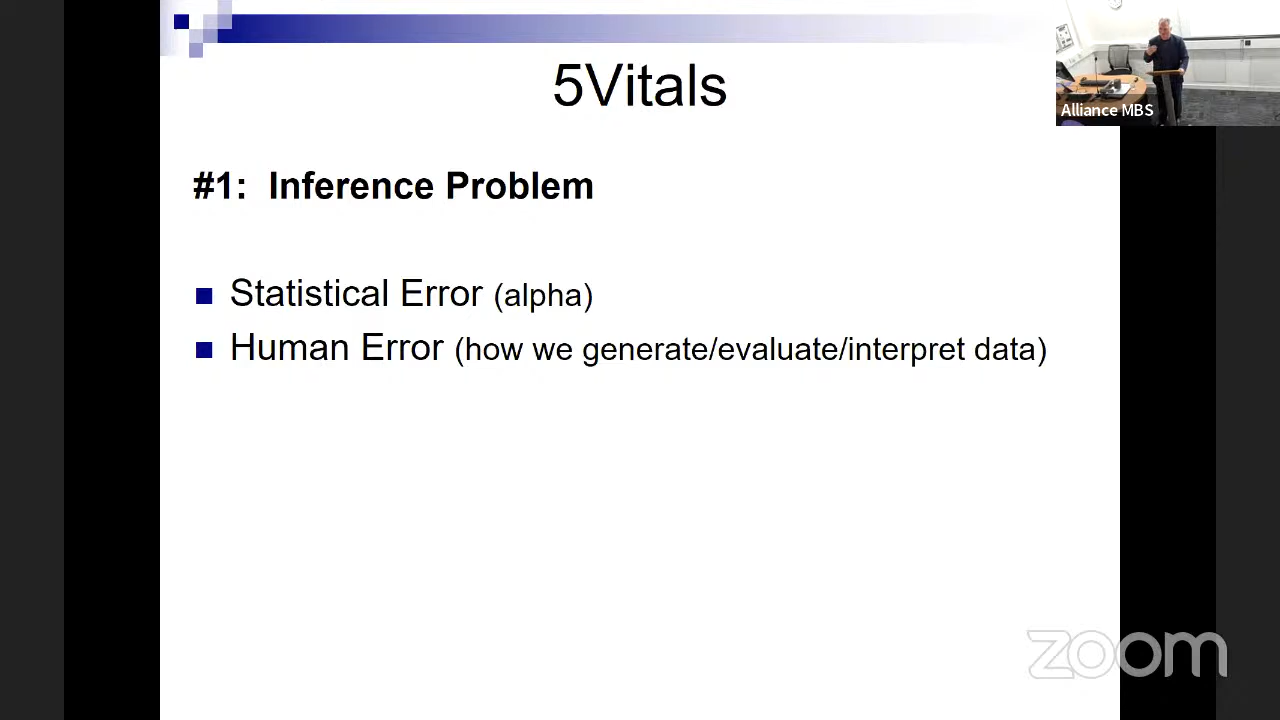 5Vitals
Alliance MBS
#1: Inference Problem
Statistical Error (alpha)
Human Error (how we generate/evaluate/interpret data)
zoom